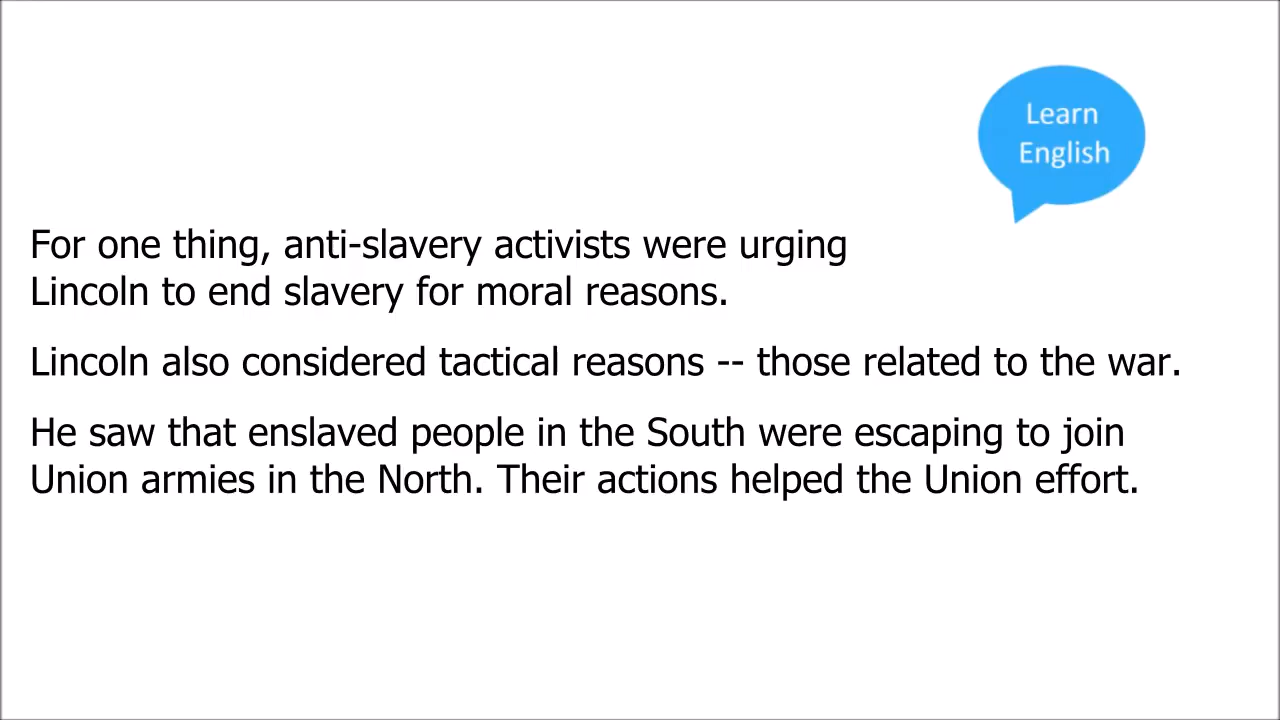 Learn
English
For one thing, anti-slavery activists were urging
Lincoln to end slavery for moral reasons.
Lincoln also considered tactical reasons -- those related to the war.
He saw that enslaved people in the South were escaping to join
Union armies in the North. Their actions helped the Union effort.